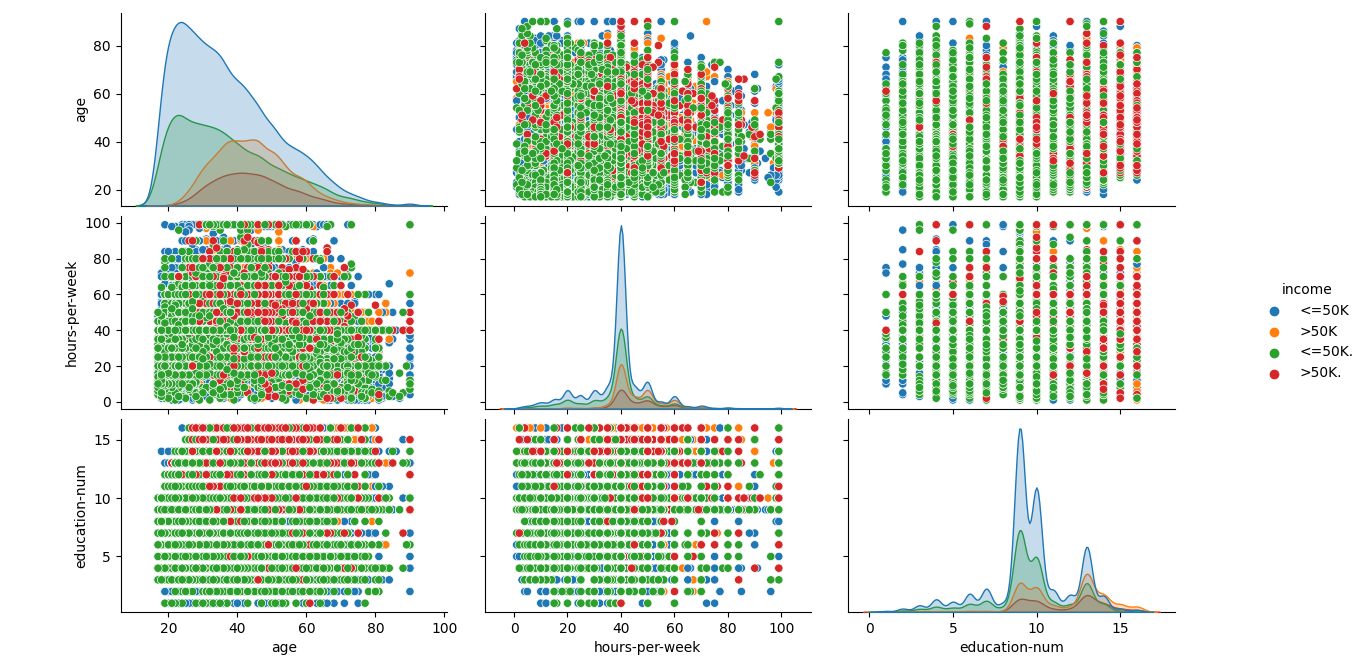 80
60
40
20
age
100
80
60
40
20
0
hours-per-week
15
10
5
education-num
20 40 60 80 100
0 20 40 60 80 100
0 5 10 15
age
hours-per-week
education-num
income
<=50K
>50K
<=50K.
>50K.